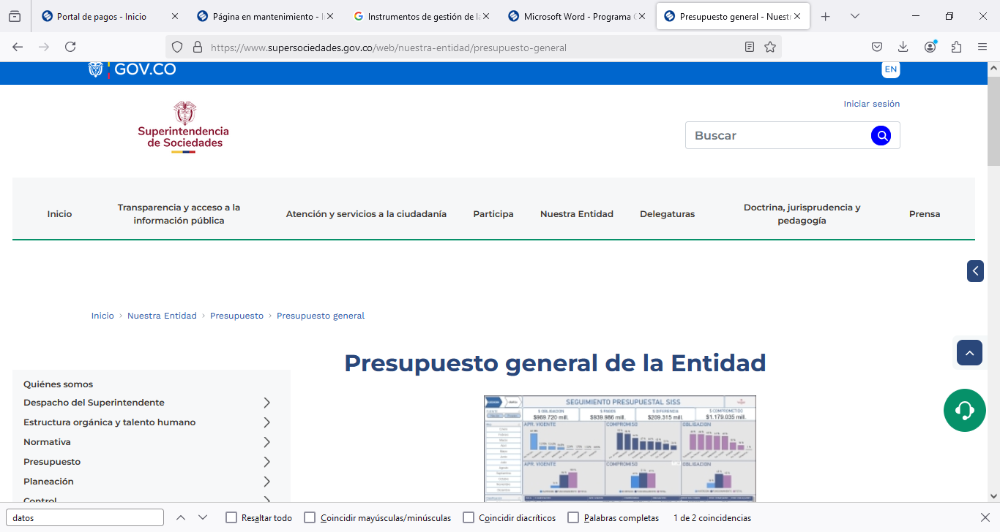 Portal de pagos - Inicio
Página en mantenimiento - I
Instrumentos de gestión de la
Microsoft Word - Programa
Presupuesto general - Nuestr
https://www.supersociedades.gov.co/web/nuestra-entidad/presupuesto-general
GOV.CO
EN
Iniciar sesión
Superintendencia
de Sociedades
Buscar
Inicio
Transparencia y acceso a la
información pública
Atención y servicios a la ciudadanía
Participa
Nuestra Entidad
Delegaturas
Doctrina, jurisprudencia y
pedagogía
Prensa
Inicio › Nuestra Entidad › Presupuesto › Presupuesto general
Presupuesto general de la Entidad
Quiénes somos
Despacho del Superintendente
Estructura orgánica y talento humano
Normativa
Presupuesto
Planeación
Control
SEGUIMIENTO PRESUPUESTAL SISS
$ OBLIGACION
$969.720 mill.
$ PAGOS
$939.986 mill.
$ DIFERENCIA
$209.315 mill.
$ COMPROMETIDO
$1.179.035 mill.
APR. VIGENTE
COMPROMISO
OBLIGACION
APR. VIGENTE
COMPROMISO
OBLIGACION
datos
Resaltar todo
Coincidir mayúsculas/minúsculas
Coincidir diacríticos
Palabras completas
1 de 2 coincidencias